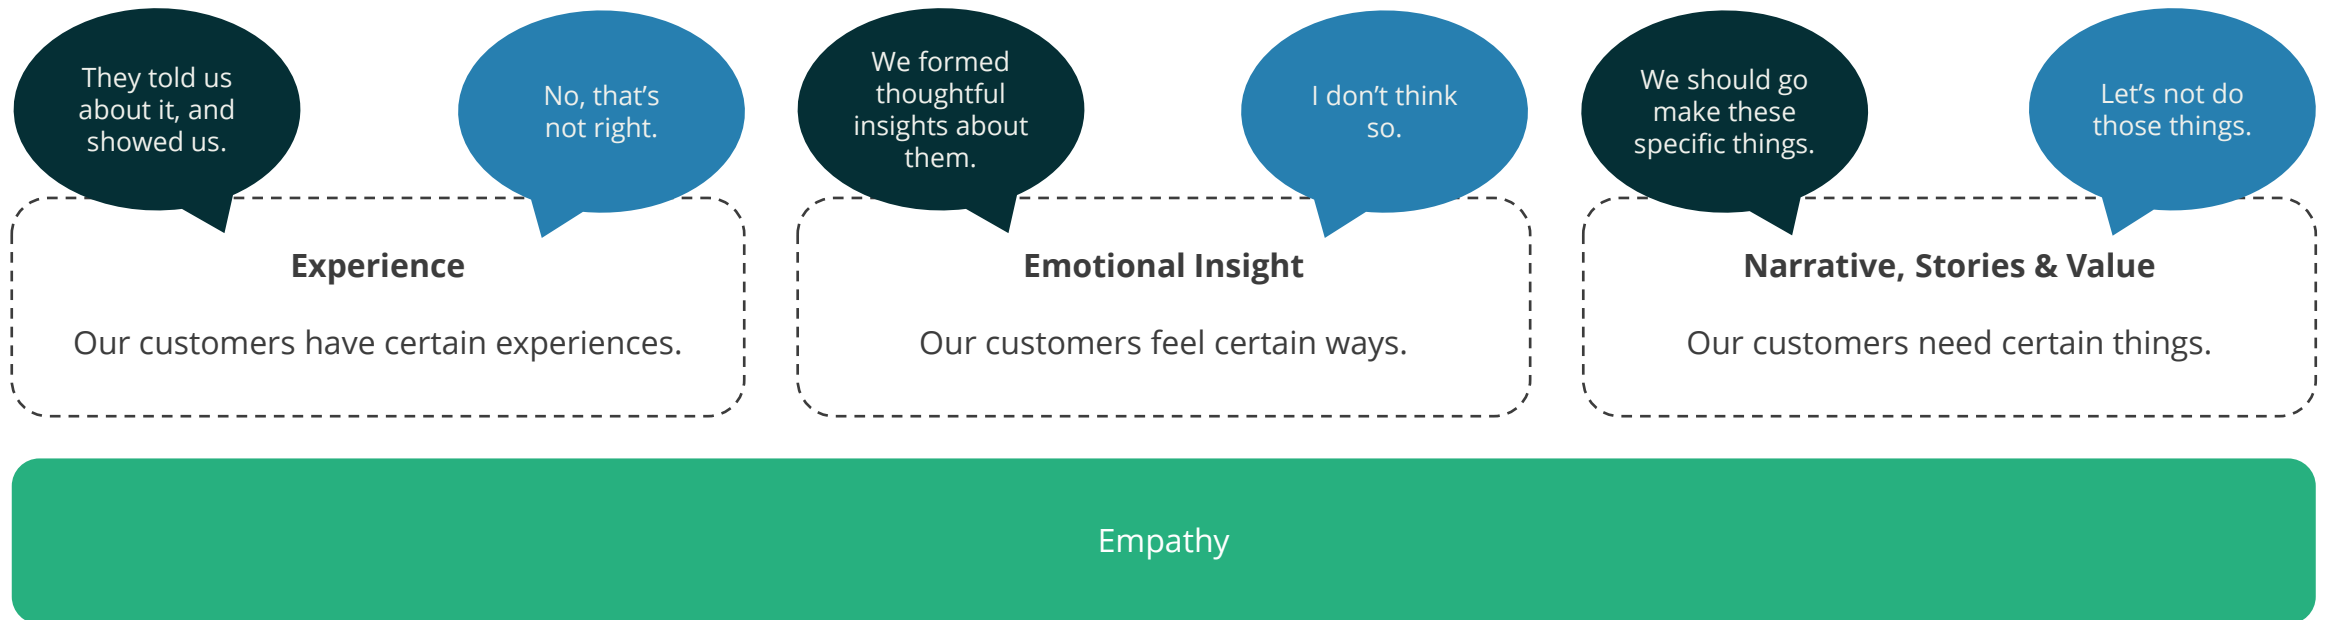 They told us
about it, and
showed us.
No, that’s
not right.
We formed
thoughtful
insights about
them.
I don’t think
so.
We should go
make these
specific things.
Let’s not do
those things.
Experience
Our customers have certain experiences.
Emotional Insight
Our customers feel certain ways.
Narrative, Stories & Value
Our customers need certain things.
Empathy